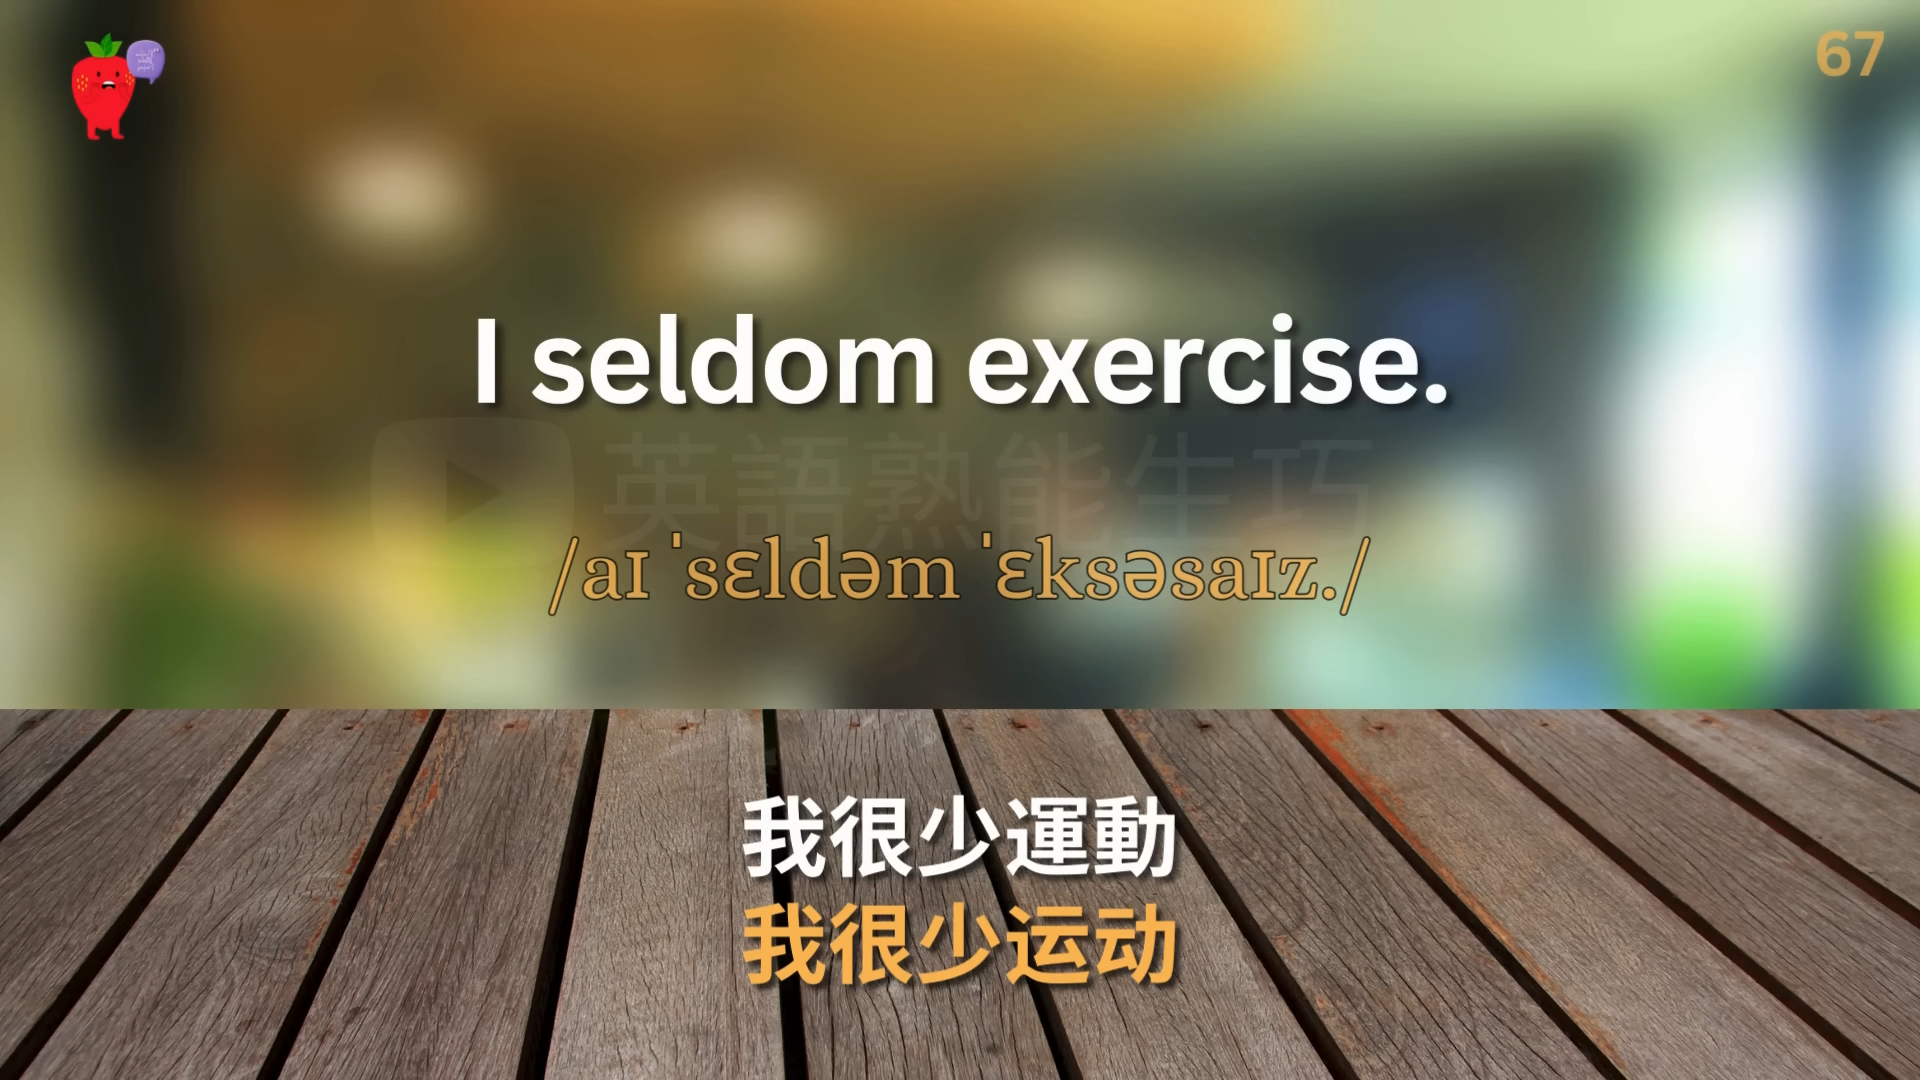 67
I seldom exercise.
英語熟能生巧
/aɪ ˈsɛldəm ˈɛksəsaɪz./
我很少運動
我很少运动